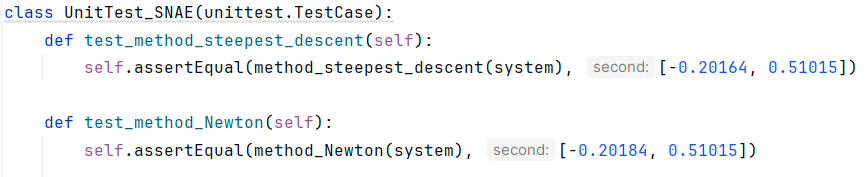 class UnitTest_SNAE(unittest.TestCase):
def test_method_steepest_descent(self):
self.assertEqual(method_steepest_descent(system), second: [-0.20164, 0.51015])
def test_method_Newton(self):
self.assertEqual(method_Newton(system), second: [-0.20184, 0.51015])